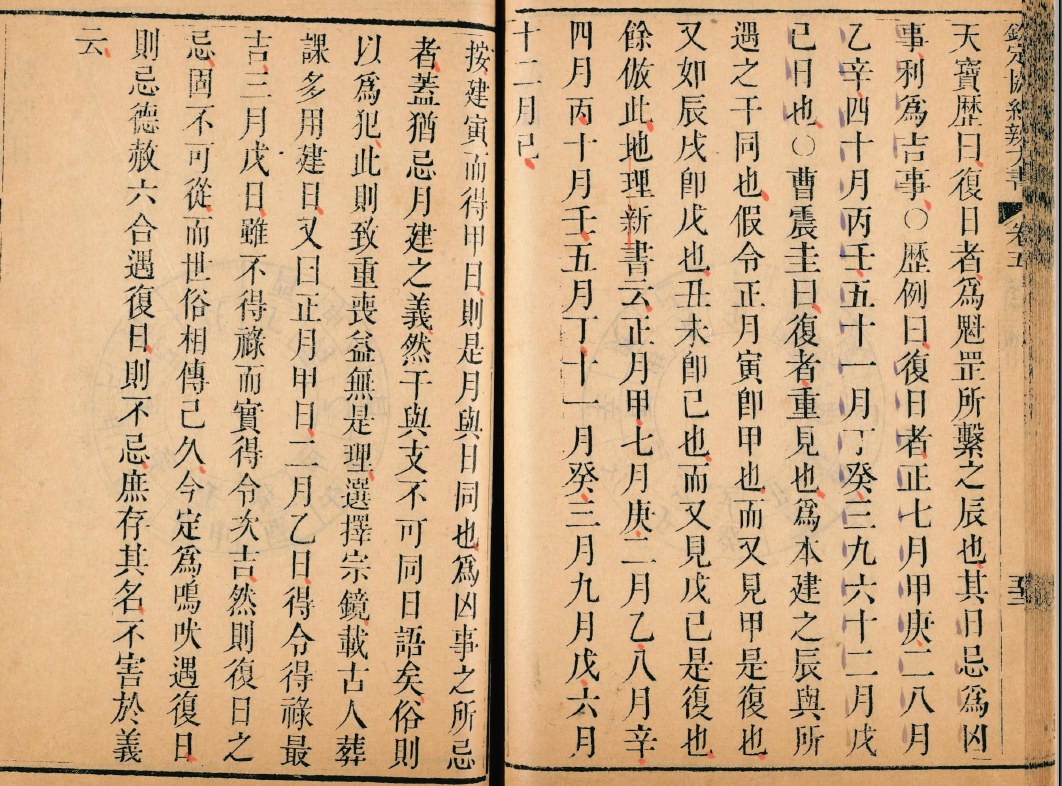 欽定協紀辨方書 卷五
天寶歷曰復日者爲魁罡所繫之辰也其日忌爲凶
事利爲吉事○歷例曰復日者正七月甲庚二八月
乙辛四十月丙壬五十一月丁癸三九六十二月戊
己日也○曹震圭曰復者重見也爲本建之辰與所
遇之干同也假令正月寅卽甲也而又見甲是復也
又如辰戌卽戊也丑未卽己也而又見戊己是復也
餘倣此地理新書云正月甲七月庚二月乙八月辛
四月丙十月壬五月丁十一月癸三月九月戊六月
十二月己
按建寅而得甲日則是月與日同也爲凶事之所忌
者蓋猶忌月建之義然干與支不可同日語矣俗則
以爲犯此則致重喪益無是理選擇宗鏡載古人葬
課多用建日又曰正月甲日二月乙日得令得祿最
吉三月戊日雖不得祿而實得令次吉然則復日之
忌固不可從而世俗相傳已久今定爲鳴吠遇復日
則忌德赦六合遇復日則不忌庶存其名不害於義
云